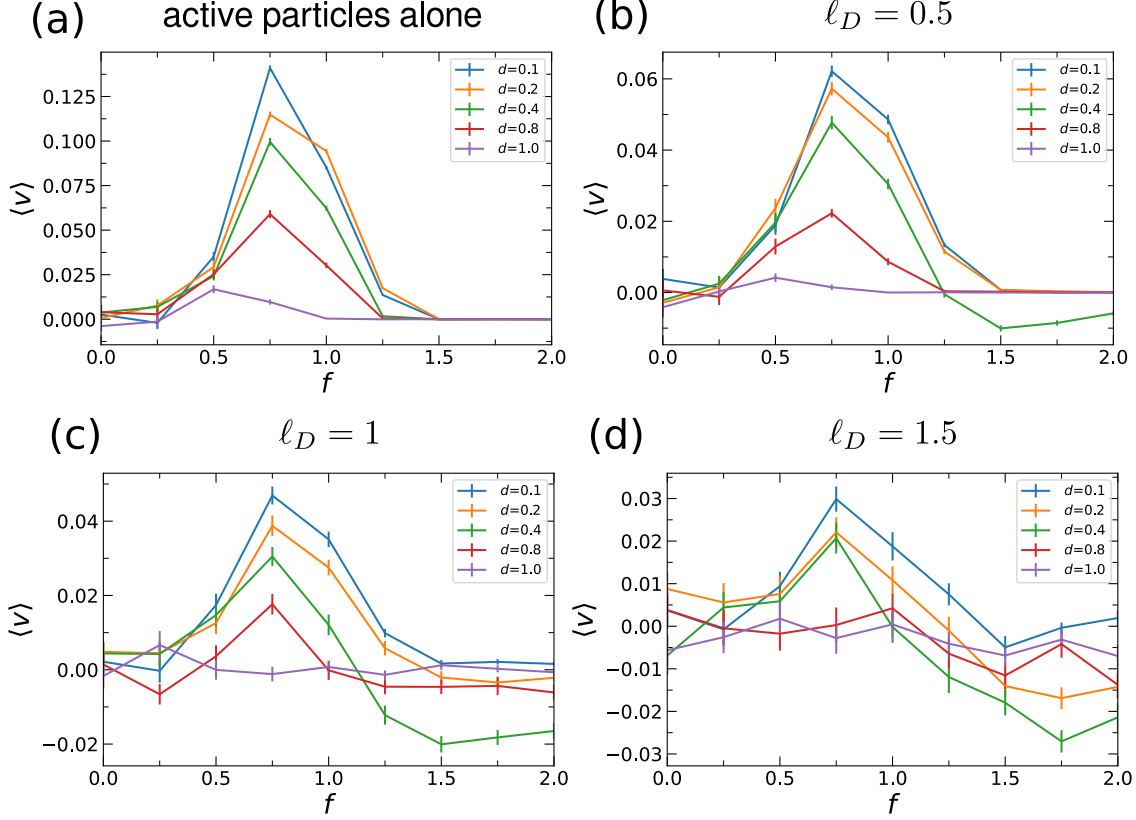 (a) active particles alone
d=0.1
d=0.2
d=0.4
d=0.8
d=1.0
0.125
0.100
0.075
0.050
0.025
0.000
⟨v⟩
0.0 0.5 1.0 1.5 2.0
f
(b) ℓ_D = 0.5
d=0.1
d=0.2
d=0.4
d=0.8
d=1.0
0.06
0.04
0.02
0.00
⟨v⟩
0.0 0.5 1.0 1.5 2.0
f
(c) ℓ_D = 1
d=0.1
d=0.2
d=0.4
d=0.8
d=1.0
0.04
0.02
0.00
−0.02
⟨v⟩
0.0 0.5 1.0 1.5 2.0
f
(d) ℓ_D = 1.5
d=0.1
d=0.2
d=0.4
d=0.8
d=1.0
0.03
0.02
0.01
0.00
−0.01
−0.02
−0.03
⟨v⟩
0.0 0.5 1.0 1.5 2.0
f